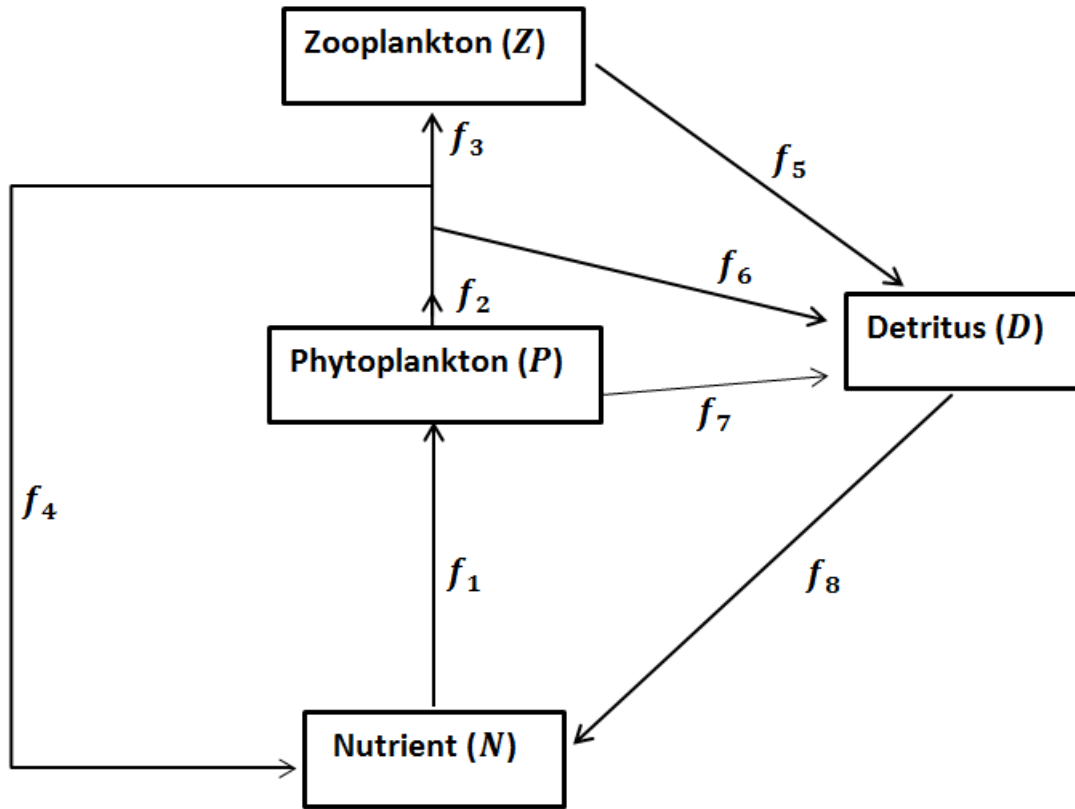 Zooplankton (Z)
f₃
f₅
f₆
f₂
Detritus (D)
Phytoplankton (P)
f₇
f₄
f₁
f₈
Nutrient (N)